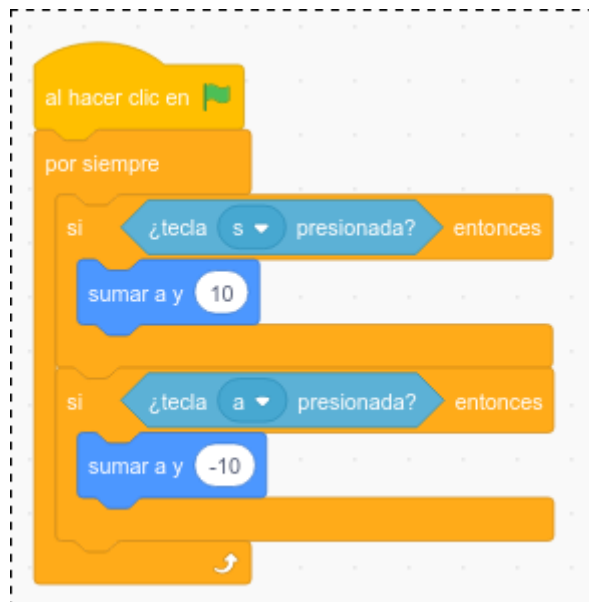 al hacer clic en
por siempre
si ¿tecla s presionada? entonces
sumar a y 10
si ¿tecla a presionada? entonces
sumar a y -10